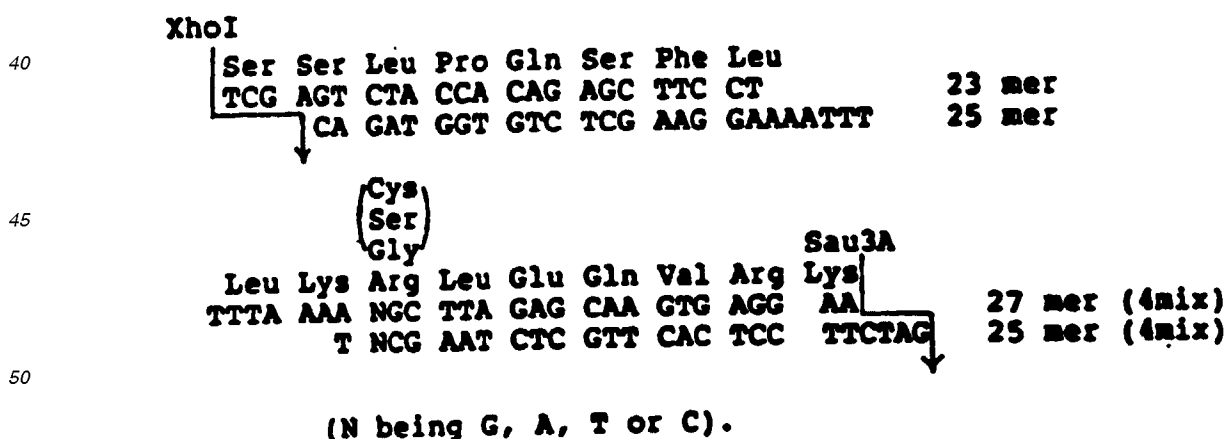 XhoI
40
Ser Ser Leu Pro Gln Ser Phe Leu
TCG AGT CTA CCA CAG AGC TTC CT 23 mer
CA GAT GGT GTC TCG AAG GAAAATTT 25 mer
Cys
45
Ser
Gly
Sau3A
Leu Lys Arg Leu Glu Gln Val Arg Lys
TTTA AAA NGC TTA GAG CAA GTG AGG AA 27 mer (4mix)
T NCG AAT CTC GTT CAC TCC TTCTAG 25 mer (4mix)
50
(N being G, A, T or C).